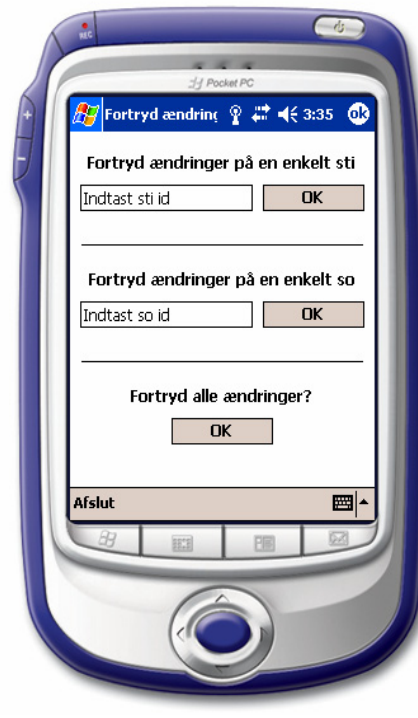 REC
Pocket PC
Fortryd ændring 3:35 ok
Fortryd ændringer på en enkelt sti
Indtast sti id OK
Fortryd ændringer på en enkelt so
Indtast so id OK
Fortryd alle ændringer?
OK
Afslut